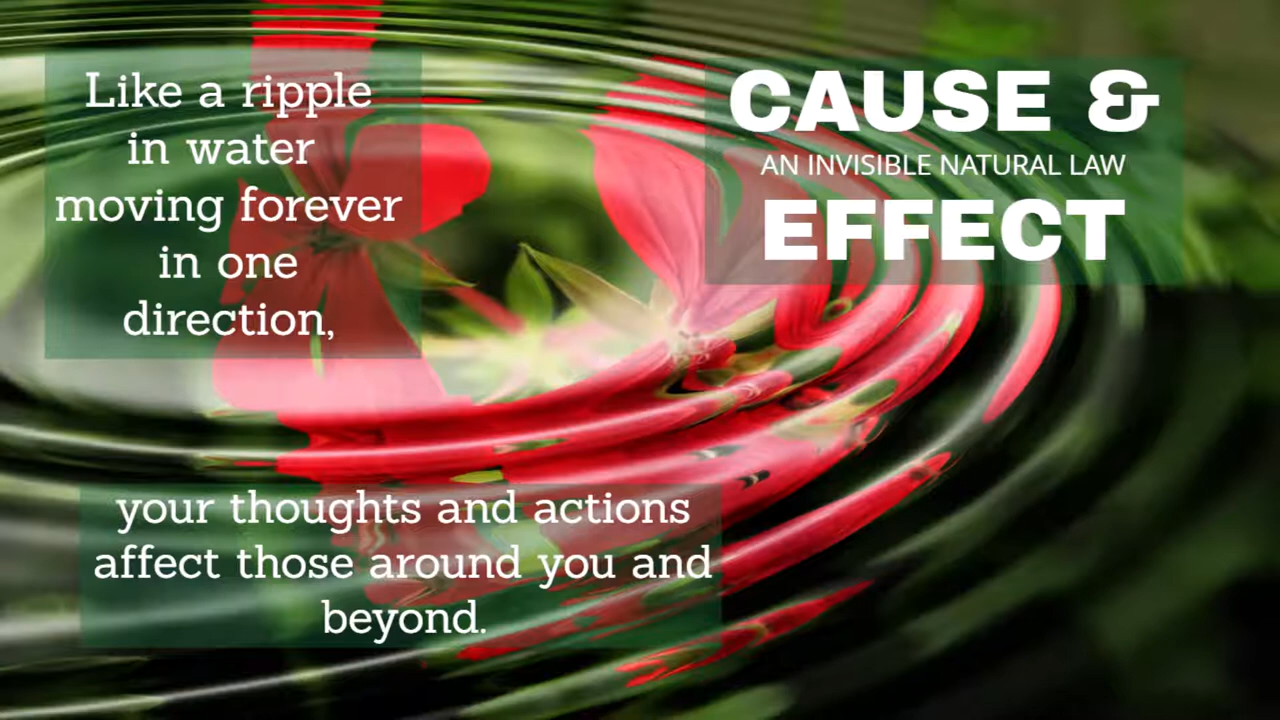 Like a ripple
in water
moving forever
in one
direction,
CAUSE &
AN INVISIBLE NATURAL LAW
EFFECT
your thoughts and actions
affect those around you and
beyond.